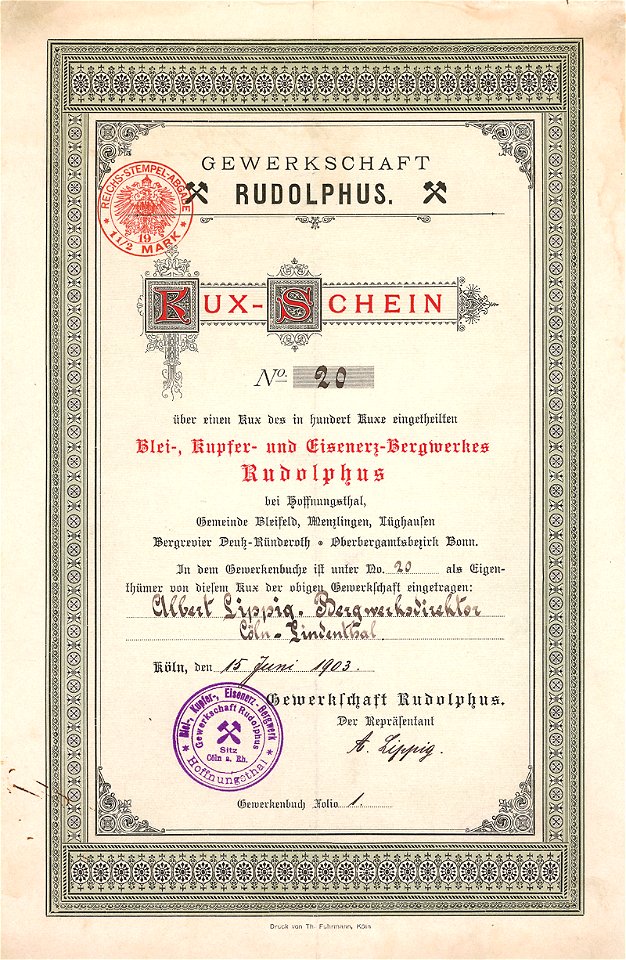 GEWERKSCHAFT
RUDOLPHUS.
REICHS-STEMPEL-ABGABE
19
1 1/2 MARK
KUX-SCHEIN
No. 20
über einen Kux des in hundert Kuxe eingetheilten
Blei-, Kupfer- und Eisenerz-Bergwerkes
Rudolphus
bei Hoffnungsthal,
Gemeinde Bleifeld, Menzlingen, Lüghausen
Bergrevier Deutz-Ründeroth * Oberbergamtsbezirk Bonn.
In dem Gewerkenbuche ist unter No. 20 als Eigen-
thümer von diesem Kux der obigen Gewerkschaft eingetragen:
Albert Lippig. Bergwerksdirektor
Cöln-Lindenthal.
Köln, den 15 Juni 1903.
Gewerkschaft Rudolphus.
Der Repräsentant
A. Lippig.
Blei-, Kupfer-, Eisenerz-Bergwerk
Gewerkschaft Rudolphus
Sitz
Cöln a. Rh.
* Hoffnungsthal *
Gewerkenbuch Folio 1.
Druck von Th. Fuhrmann, Köln